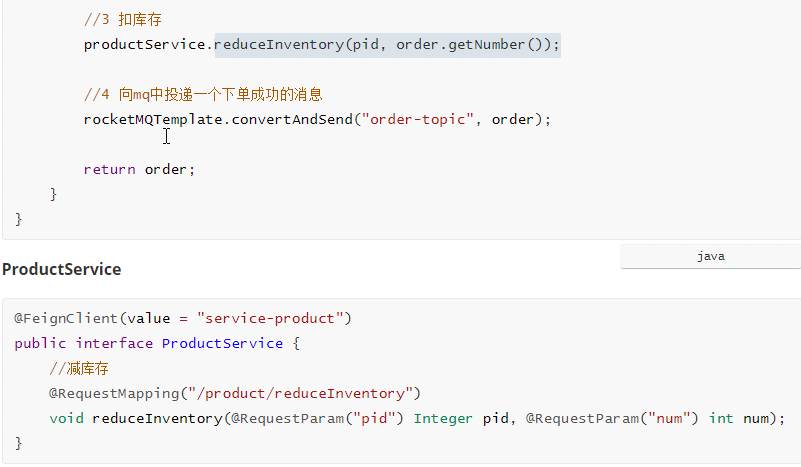 //3 扣库存
productService.reduceInventory(pid, order.getNumber());
//4 向mq中投递一个下单成功的消息
rocketMQTemplate.convertAndSend("order-topic", order);
return order;
}
}
java
ProductService
@FeignClient(value = "service-product")
public interface ProductService {
//减库存
@RequestMapping("/product/reduceInventory")
void reduceInventory(@RequestParam("pid") Integer pid, @RequestParam("num") int num);
}